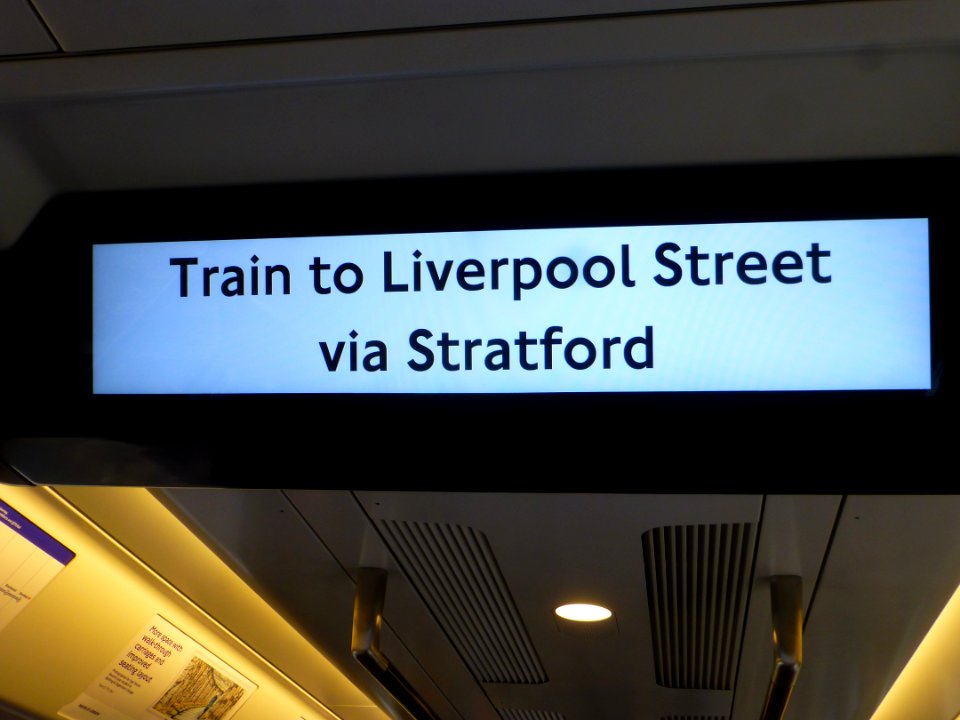 Train to Liverpool Street
via Stratford
More space with
walk-through
carriages and
improved
seating layout